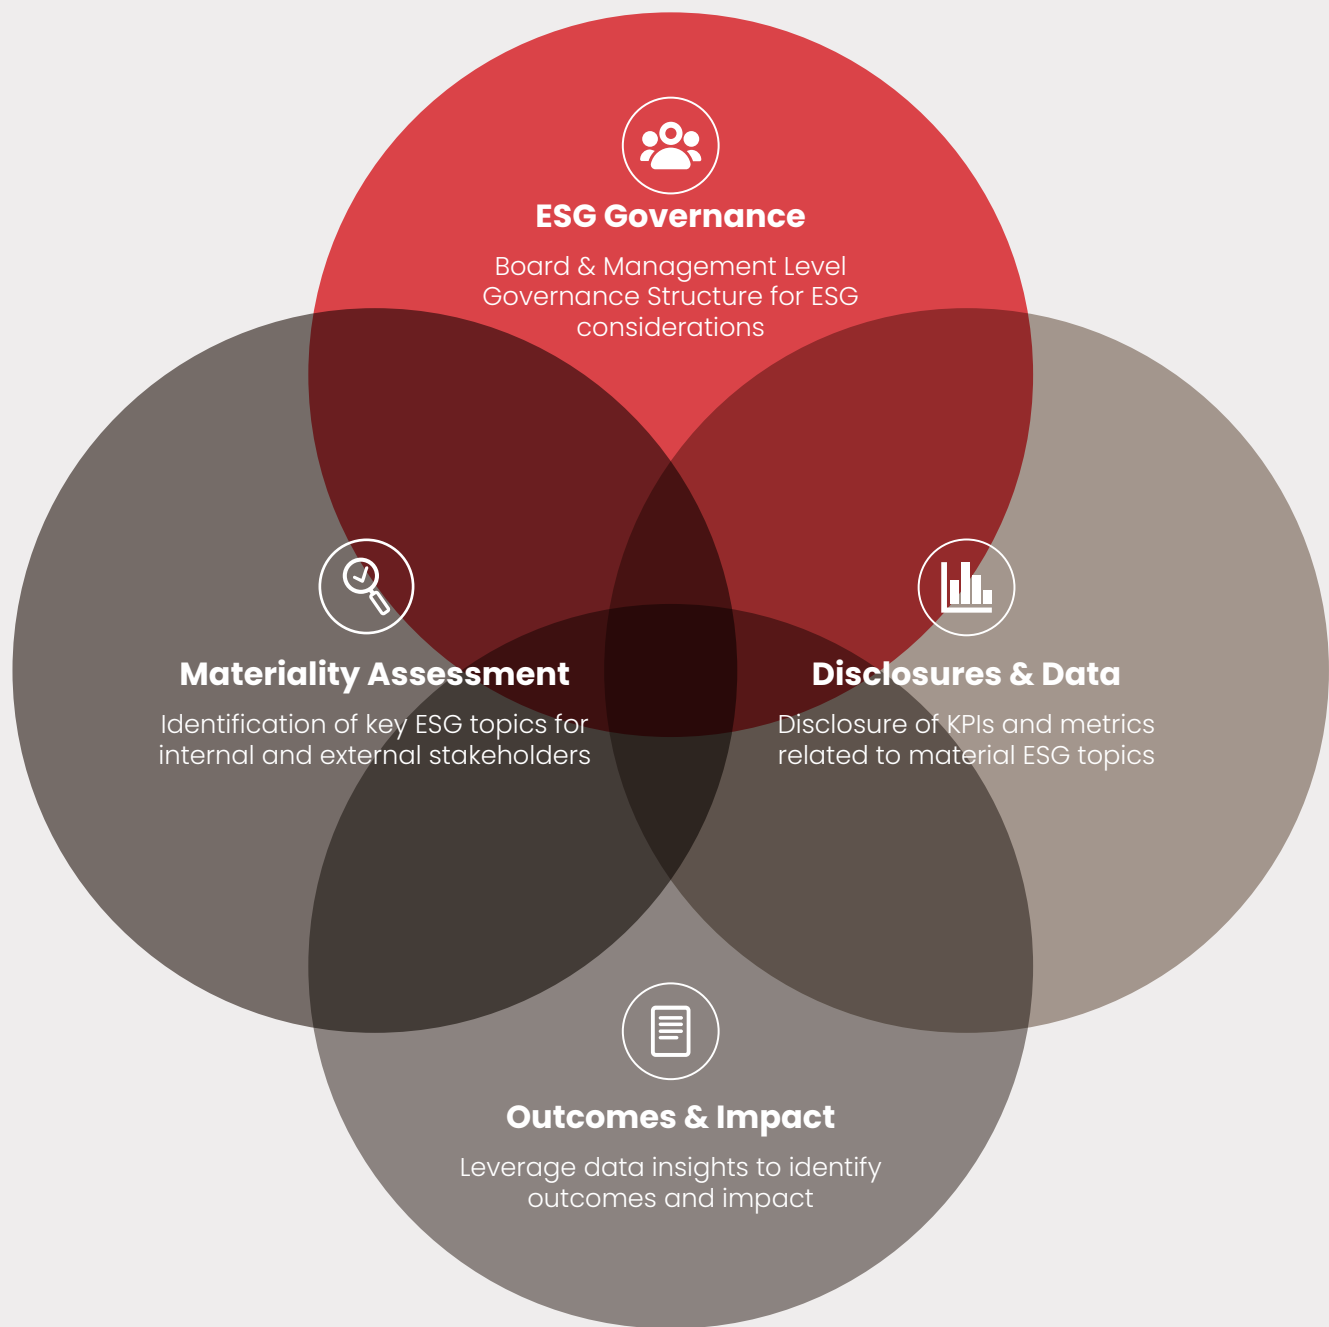 ESG Governance
Board & Management Level
Governance Structure for ESG
considerations
Materiality Assessment
Identification of key ESG topics for
internal and external stakeholders
Disclosures & Data
Disclosure of KPIs and metrics
related to material ESG topics
Outcomes & Impact
Leverage data insights to identify
outcomes and impact